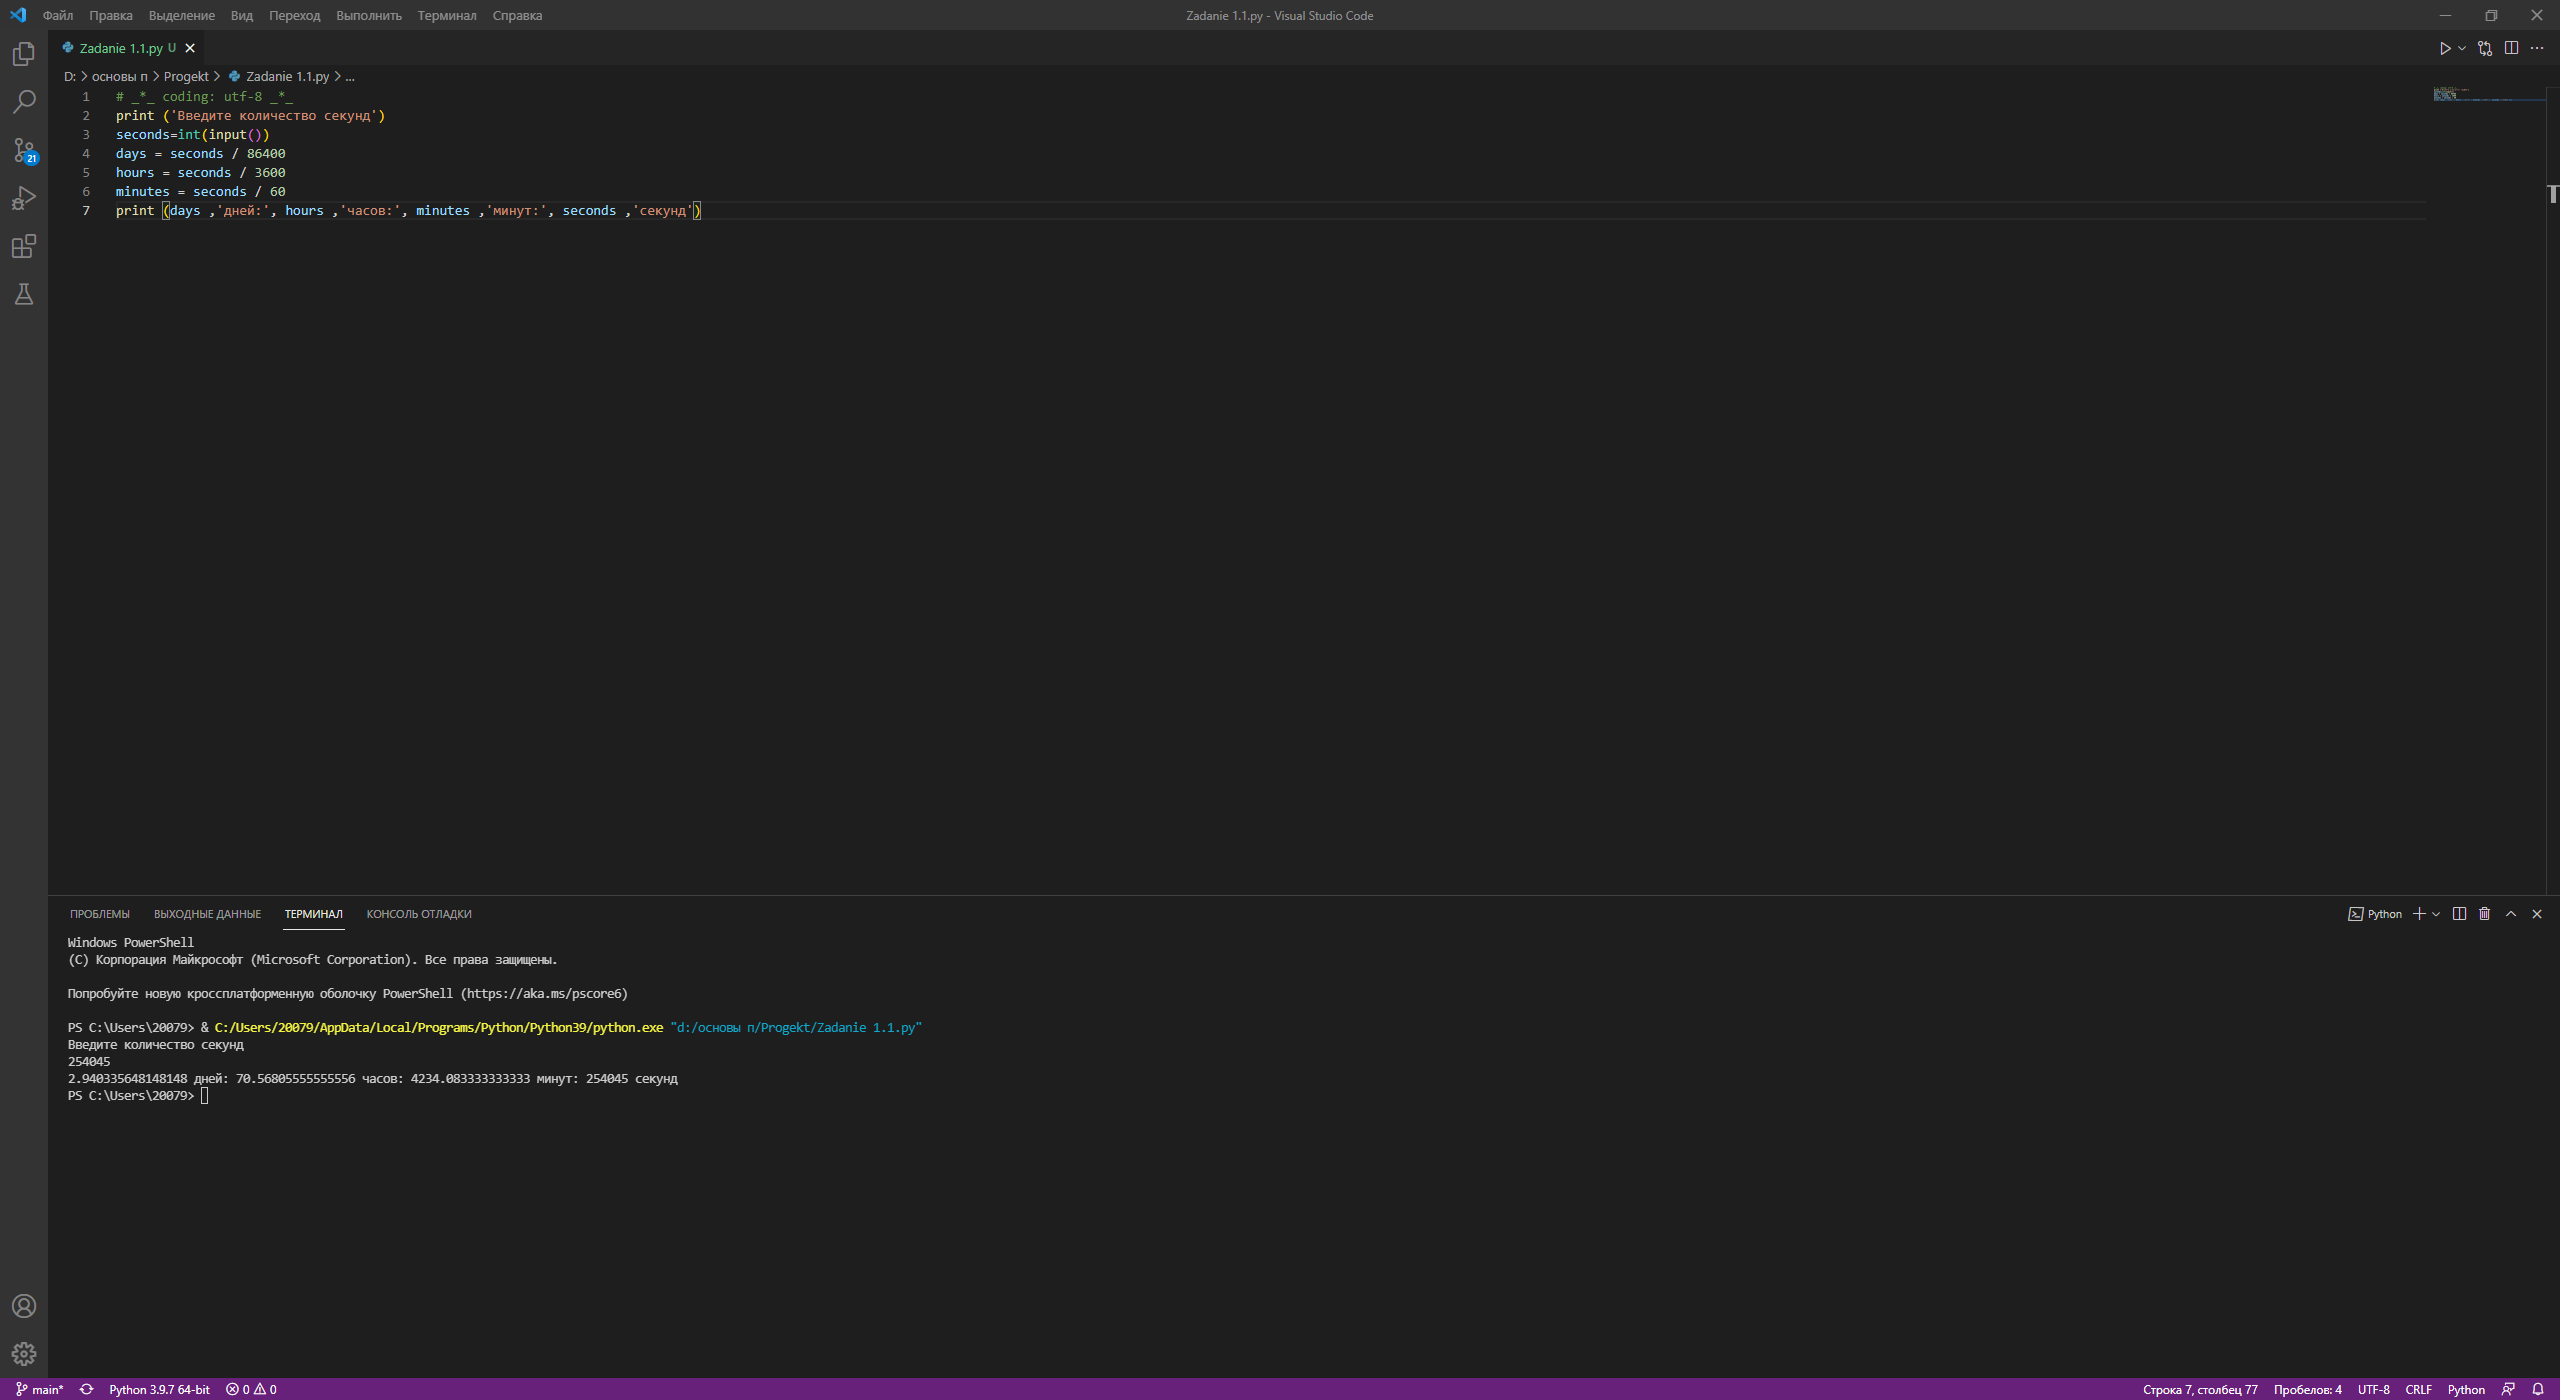 Файл Правка Выделение Вид Переход Выполнить Терминал Справка
Zadanie 1.1.py - Visual Studio Code
Zadanie 1.1.py U
D: > основы п > Progekt > Zadanie 1.1.py > ...
1 # _*_ coding: utf-8 _*_
2 print ('Введите количество секунд')
3 seconds=int(input())
4 days = seconds / 86400
5 hours = seconds / 3600
6 minutes = seconds / 60
7 print (days ,'дней:', hours ,'часов:', minutes ,'минут:', seconds ,'секунд')
21
ПРОБЛЕМЫ ВЫХОДНЫЕ ДАННЫЕ ТЕРМИНАЛ КОНСОЛЬ ОТЛАДКИ
Python
Windows PowerShell
(C) Корпорация Майкрософт (Microsoft Corporation). Все права защищены.
Попробуйте новую кроссплатформенную оболочку PowerShell (https://aka.ms/pscore6)
PS C:\Users\20079> & C:/Users/20079/AppData/Local/Programs/Python/Python39/python.exe "d:/основы п/Progekt/Zadanie 1.1.py"
Введите количество секунд
254045
2.940335648148148 дней: 70.56805555555556 часов: 4234.083333333333 минут: 254045 секунд
PS C:\Users\20079>
main* Python 3.9.7 64-bit 0 0
Строка 7, столбец 77 Пробелов: 4 UTF-8 CRLF Python